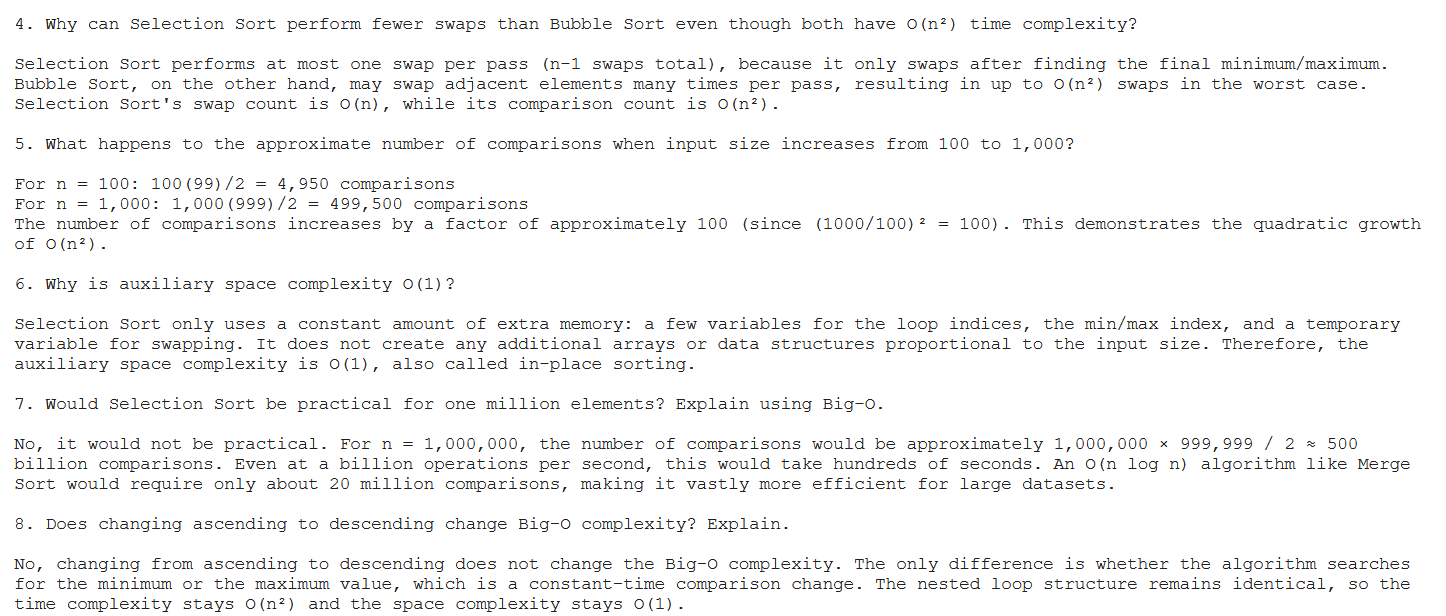 4. Why can Selection Sort perform fewer swaps than Bubble Sort even though both have O(n²) time complexity?
Selection Sort performs at most one swap per pass (n-1 swaps total), because it only swaps after finding the final minimum/maximum.
Bubble Sort, on the other hand, may swap adjacent elements many times per pass, resulting in up to O(n²) swaps in the worst case.
Selection Sort's swap count is O(n), while its comparison count is O(n²).
5. What happens to the approximate number of comparisons when input size increases from 100 to 1,000?
For n = 100: 100(99)/2 = 4,950 comparisons
For n = 1,000: 1,000(999)/2 = 499,500 comparisons
The number of comparisons increases by a factor of approximately 100 (since (1000/100)² = 100). This demonstrates the quadratic growth
of O(n²).
6. Why is auxiliary space complexity O(1)?
Selection Sort only uses a constant amount of extra memory: a few variables for the loop indices, the min/max index, and a temporary
variable for swapping. It does not create any additional arrays or data structures proportional to the input size. Therefore, the
auxiliary space complexity is O(1), also called in-place sorting.
7. Would Selection Sort be practical for one million elements? Explain using Big-O.
No, it would not be practical. For n = 1,000,000, the number of comparisons would be approximately 1,000,000 × 999,999 / 2 ≈ 500
billion comparisons. Even at a billion operations per second, this would take hundreds of seconds. An O(n log n) algorithm like Merge
Sort would require only about 20 million comparisons, making it vastly more efficient for large datasets.
8. Does changing ascending to descending change Big-O complexity? Explain.
No, changing from ascending to descending does not change the Big-O complexity. The only difference is whether the algorithm searches
for the minimum or the maximum value, which is a constant-time comparison change. The nested loop structure remains identical, so the
time complexity stays O(n²) and the space complexity stays O(1).